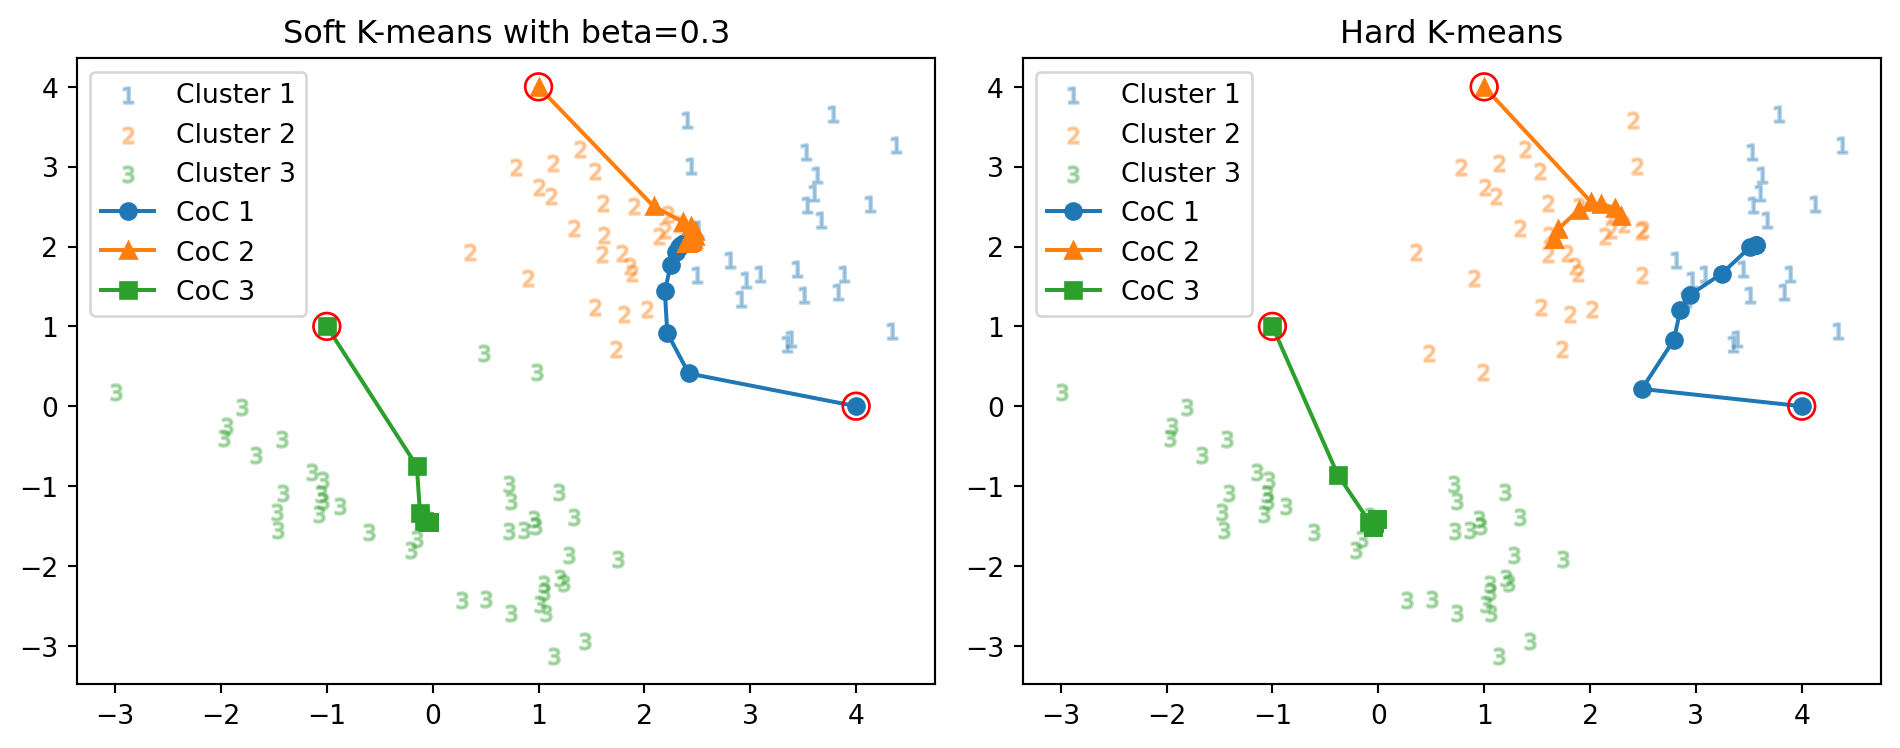 Soft K-means with beta=0.3
Cluster 1
Cluster 2
Cluster 3
CoC 1
CoC 2
CoC 3
4
3
2
1
0
−1
−2
−3
−3 −2 −1 0 1 2 3 4
Hard K-means
Cluster 1
Cluster 2
Cluster 3
CoC 1
CoC 2
CoC 3
4
3
2
1
0
−1
−2
−3
−3 −2 −1 0 1 2 3 4